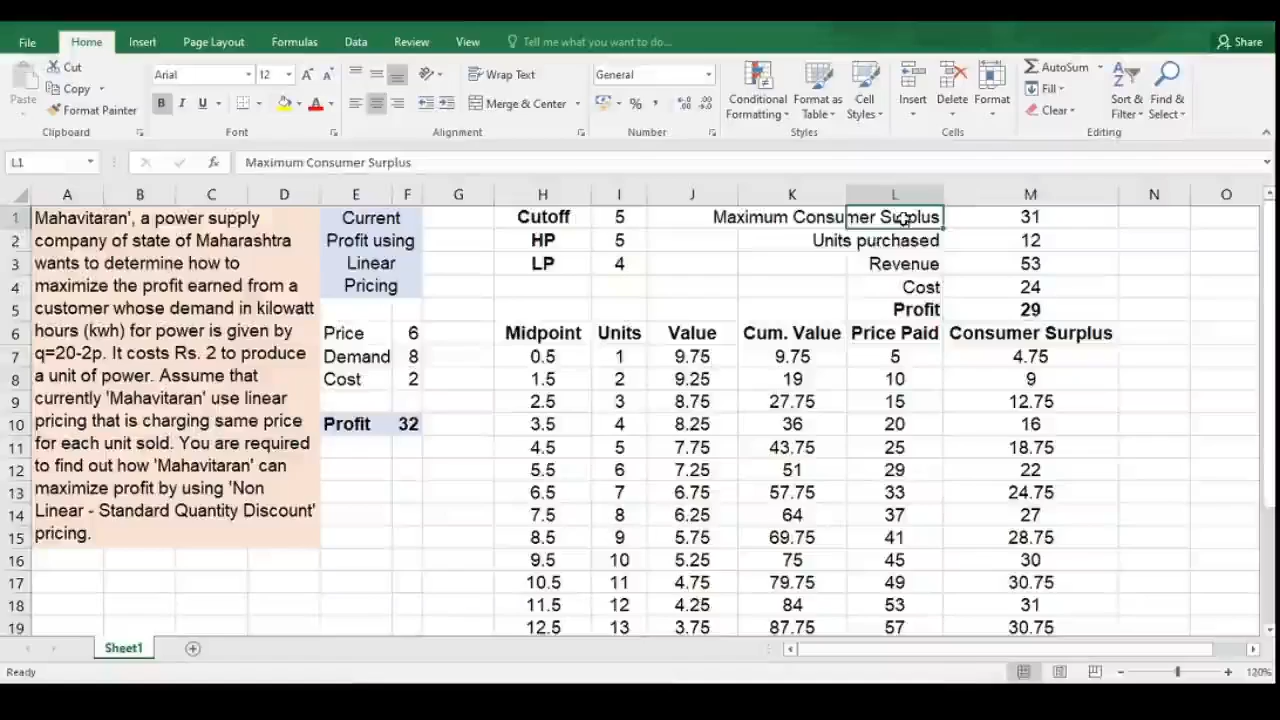 File Home Insert Page Layout Formulas Data Review View Tell me what you want to do... Share
Cut
Copy
Format Painter
Paste
Clipboard
Arial 12
B I U
Font
Wrap Text
Merge & Center
Alignment
General
Number
Conditional Formatting
Format as Table
Cell Styles
Styles
Insert Delete Format
Cells
AutoSum
Fill
Clear
Sort & Filter
Find & Select
Editing
L1 fx Maximum Consumer Surplus
A B C D E F G H I J K L M N O
1
2
3
4
5
6
7
8
9
10
11
12
13
14
15
16
17
18
19
Mahavitaran', a power supply
company of state of Maharashtra
wants to determine how to
maximize the profit earned from a
customer whose demand in kilowatt
hours (kwh) for power is given by
q=20-2p. It costs Rs. 2 to produce
a unit of power. Assume that
currently 'Mahavitaran' use linear
pricing that is charging same price
for each unit sold. You are required
to find out how 'Mahavitaran' can
maximize profit by using 'Non
Linear - Standard Quantity Discount'
pricing.
Current
Profit using
Linear
Pricing
Price 6
Demand 8
Cost 2
Profit 32
Cutoff 5 Maximum Consumer Surplus 31
HP 5 Units purchased 12
LP 4 Revenue 53
Cost 24
Profit 29
Midpoint Units Value Cum. Value Price Paid Consumer Surplus
0.5 1 9.75 9.75 5 4.75
1.5 2 9.25 19 10 9
2.5 3 8.75 27.75 15 12.75
3.5 4 8.25 36 20 16
4.5 5 7.75 43.75 25 18.75
5.5 6 7.25 51 29 22
6.5 7 6.75 57.75 33 24.75
7.5 8 6.25 64 37 27
8.5 9 5.75 69.75 41 28.75
9.5 10 5.25 75 45 30
10.5 11 4.75 79.75 49 30.75
11.5 12 4.25 84 53 31
12.5 13 3.75 87.75 57 30.75
Sheet1
Ready 120%